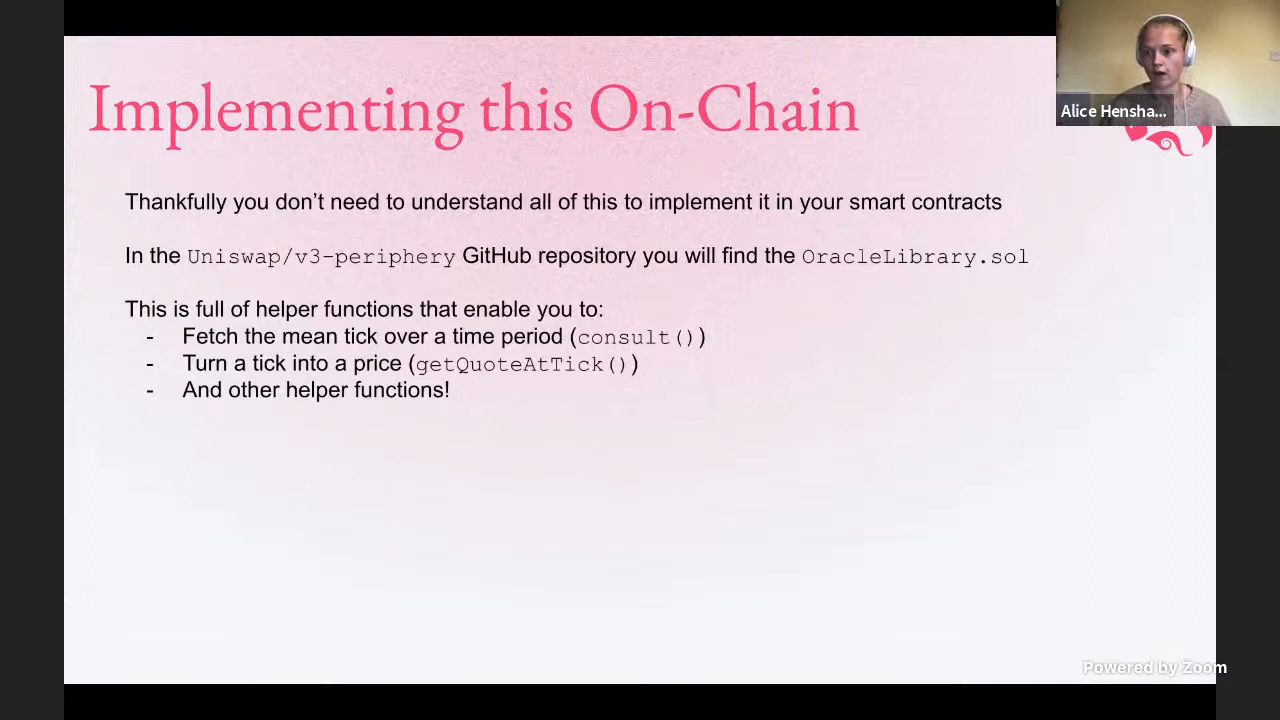 Implementing this On-Chain
Alice Hensha...
Thankfully you don’t need to understand all of this to implement it in your smart contracts
In the Uniswap/v3-periphery GitHub repository you will find the OracleLibrary.sol
This is full of helper functions that enable you to:
- Fetch the mean tick over a time period (consult())
- Turn a tick into a price (getQuoteAtTick())
- And other helper functions!
Powered by Zoom